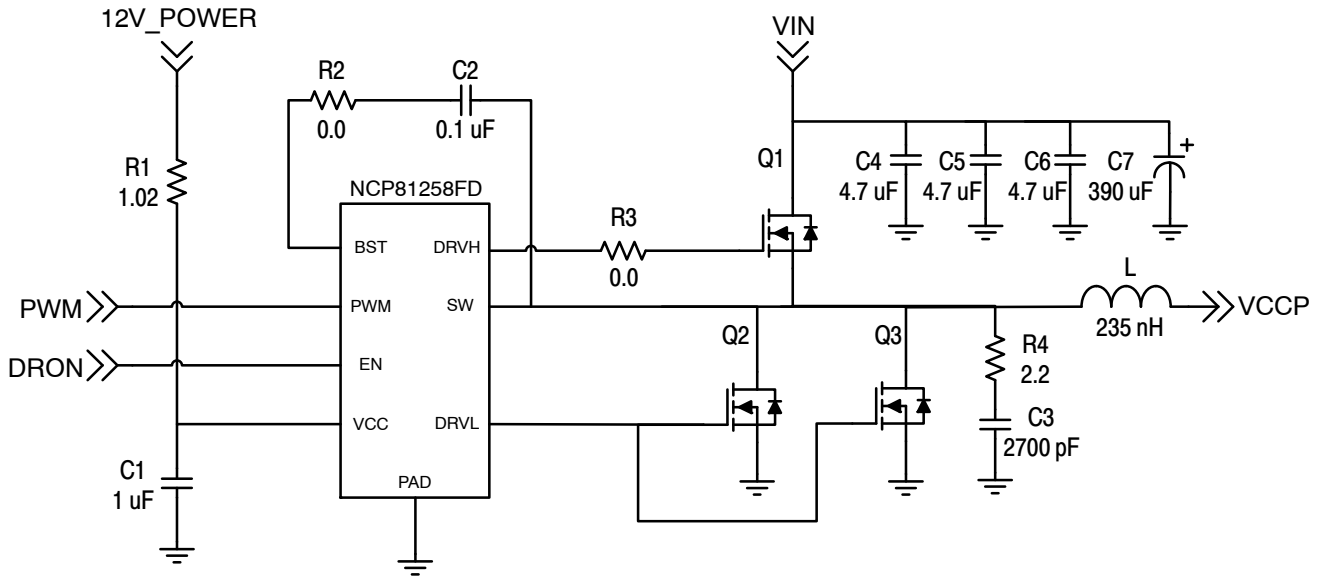 12V_POWER
VIN
R2
0.0
C2
0.1 uF
R1
1.02
Q1
C4
4.7 uF
C5
4.7 uF
C6
4.7 uF
C7
390 uF
+
NCP81258FD
BST
DRVH
PWM
SW
EN
VCC
DRVL
PAD
R3
0.0
PWM
DRON
L
235 nH
VCCP
Q2
Q3
R4
2.2
C3
2700 pF
C1
1 uF